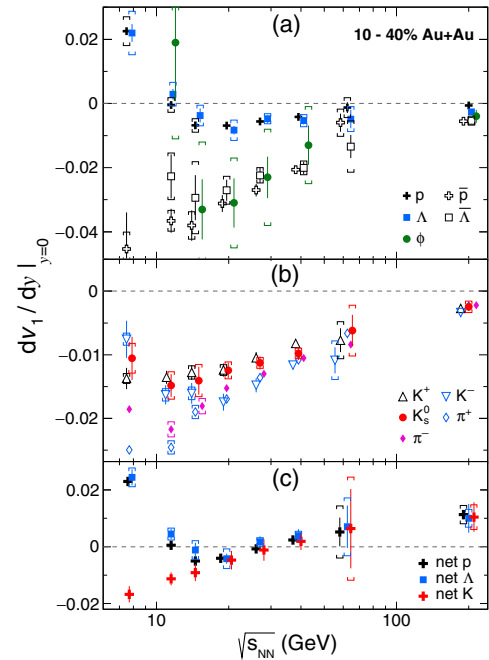 (a)
10 - 40% Au+Au
0.02
0
−0.02
−0.04
p p̅
Λ Λ̅
ϕ
(b)
0
−0.01
−0.02
K⁺ K⁻
K⁰ₛ π⁺
π⁻
(c)
0.02
0
−0.02
net p
net Λ
net K
dv₁ / dy|y=0
10 100
√sNN (GeV)